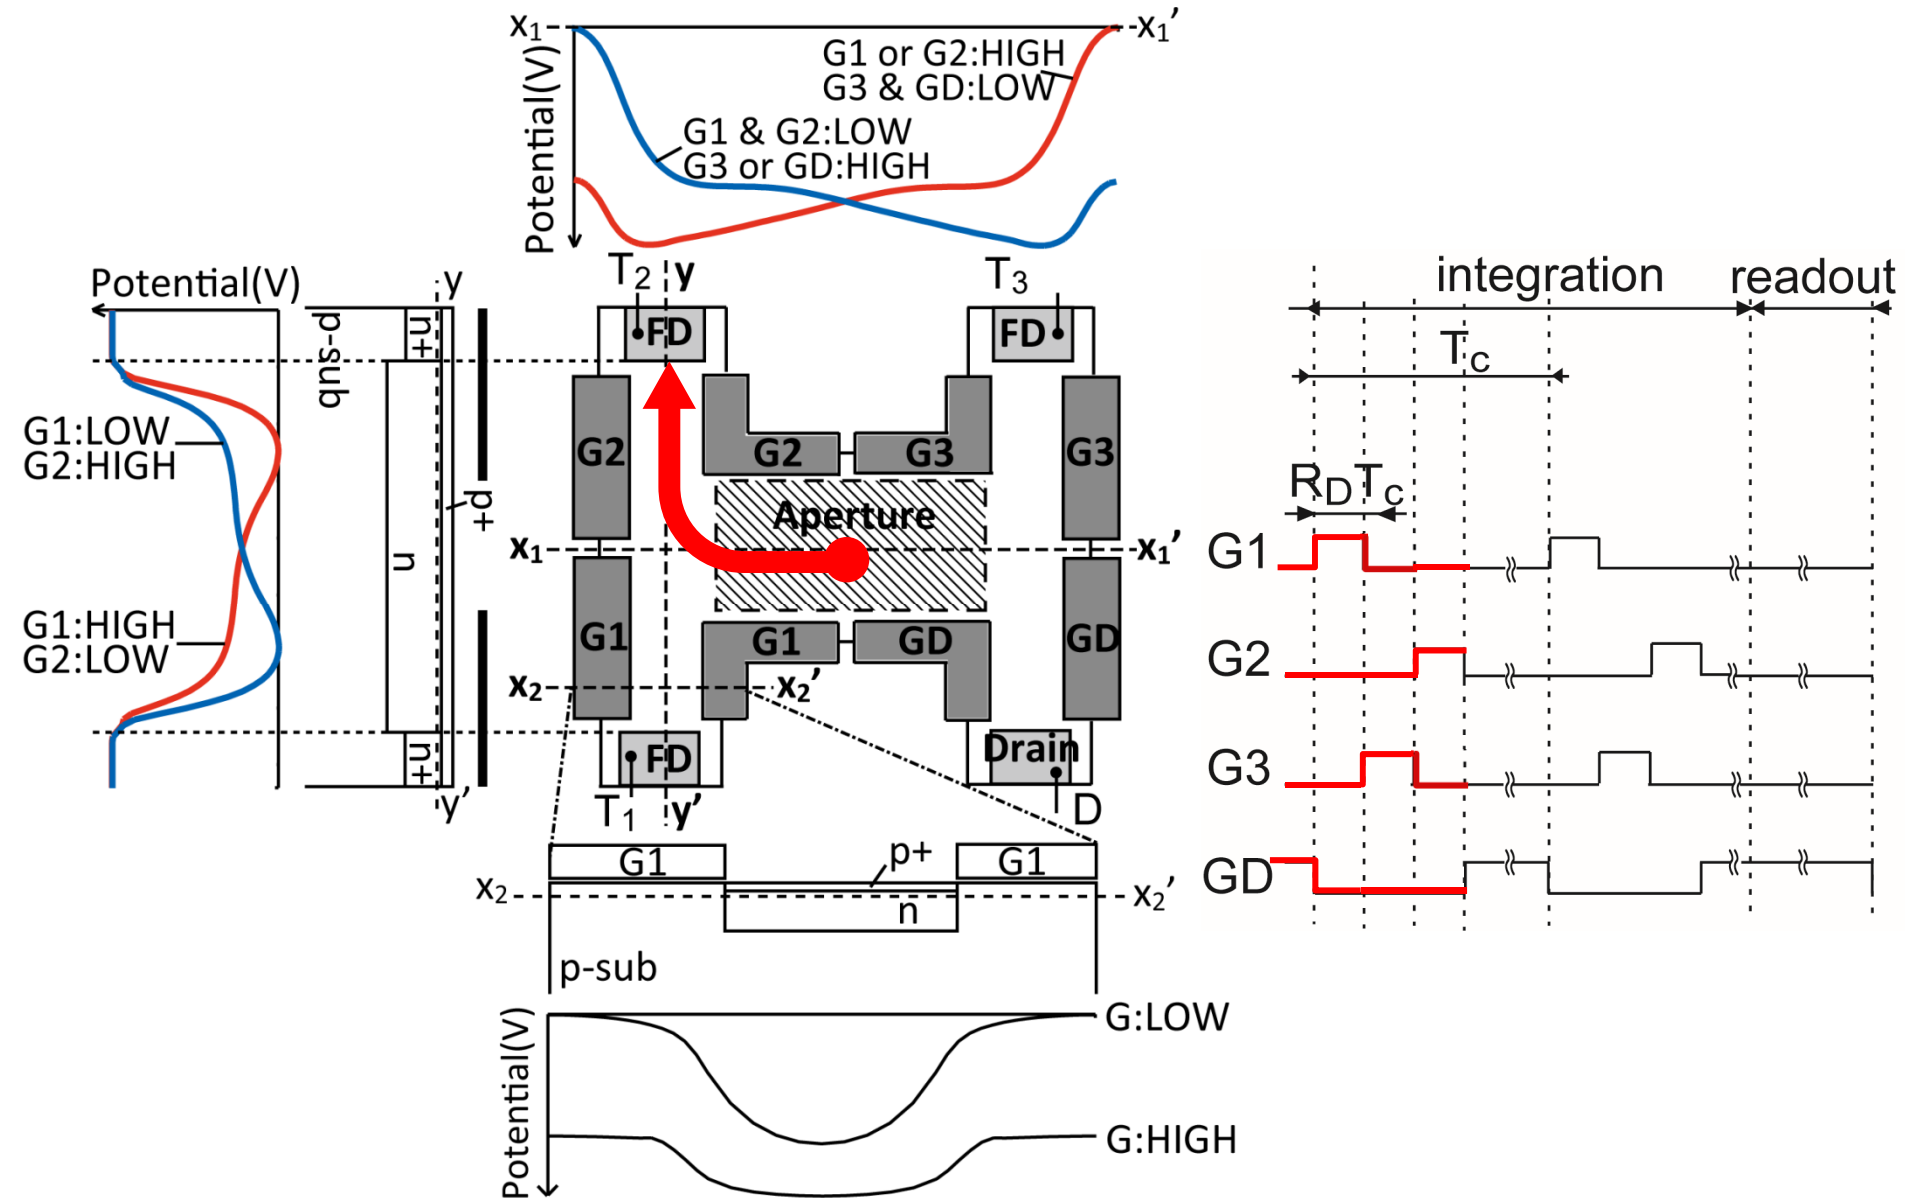 X1
X1'
Potential(V)
G1 or G2:HIGH
G3 & GD:LOW
G1 & G2:LOW
G3 or GD:HIGH
Potential(V)
y
n+
p-sub
G1:LOW
G2:HIGH
p+
n
G1:HIGH
G2:LOW
n+
y'
T2
y
T3
FD
FD
G2
G2
G3
G3
Aperture
X1
X1'
G1
G1
GD
GD
X2
X2'
FD
Drain
T1
y'
D
G1
p+
G1
X2
n
X2'
p-sub
Potential(V)
G:LOW
G:HIGH
integration
readout
TC
RDTC
G1
G2
G3
GD